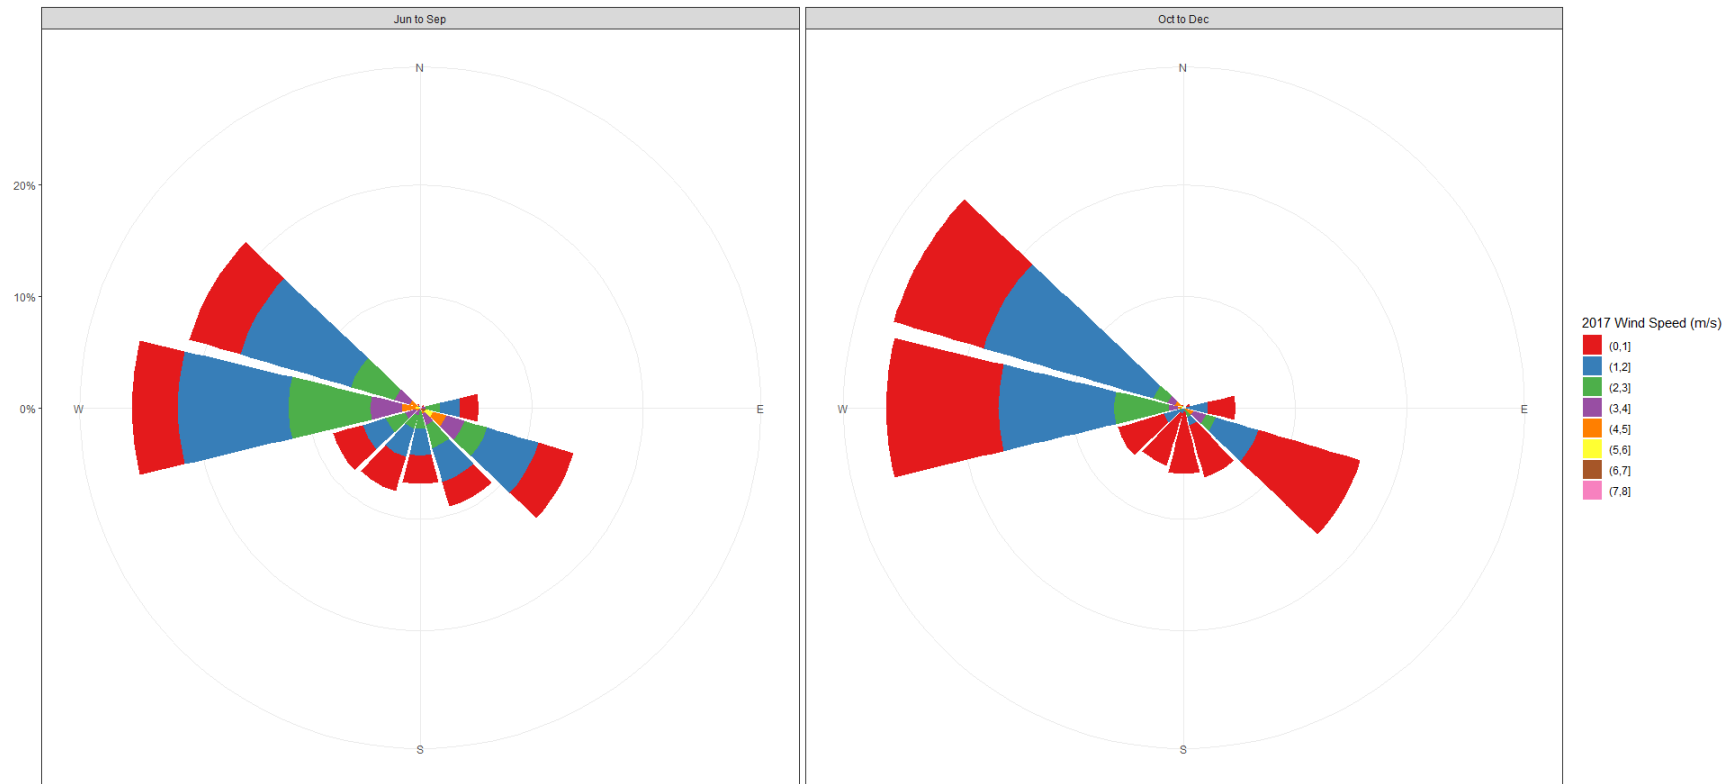 Jun to Sep
Oct to Dec
N
N
20%
10%
0%
W
E
W
E
S
S
2017 Wind Speed (m/s)
(0,1]
(1,2]
(2,3]
(3,4]
(4,5]
(5,6]
(6,7]
(7,8]